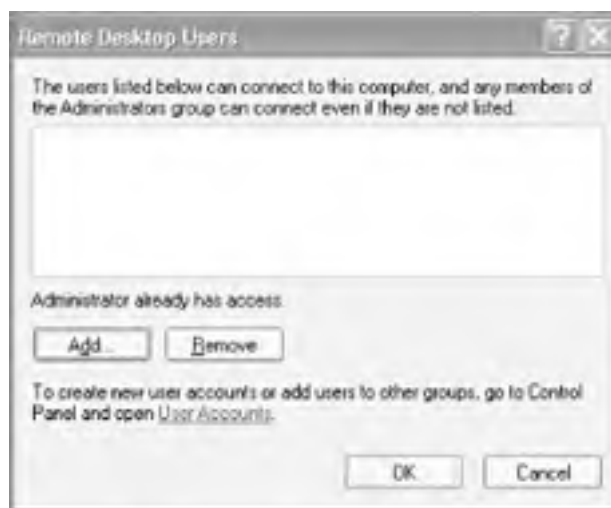 Remote Desktop Users
The users listed below can connect to this computer, and any members of
the Administrators group can connect even if they are not listed.
Administrator already has access.
Add...
Remove
To create new user accounts or add users to other groups, go to Control
Panel and open User Accounts.
OK
Cancel